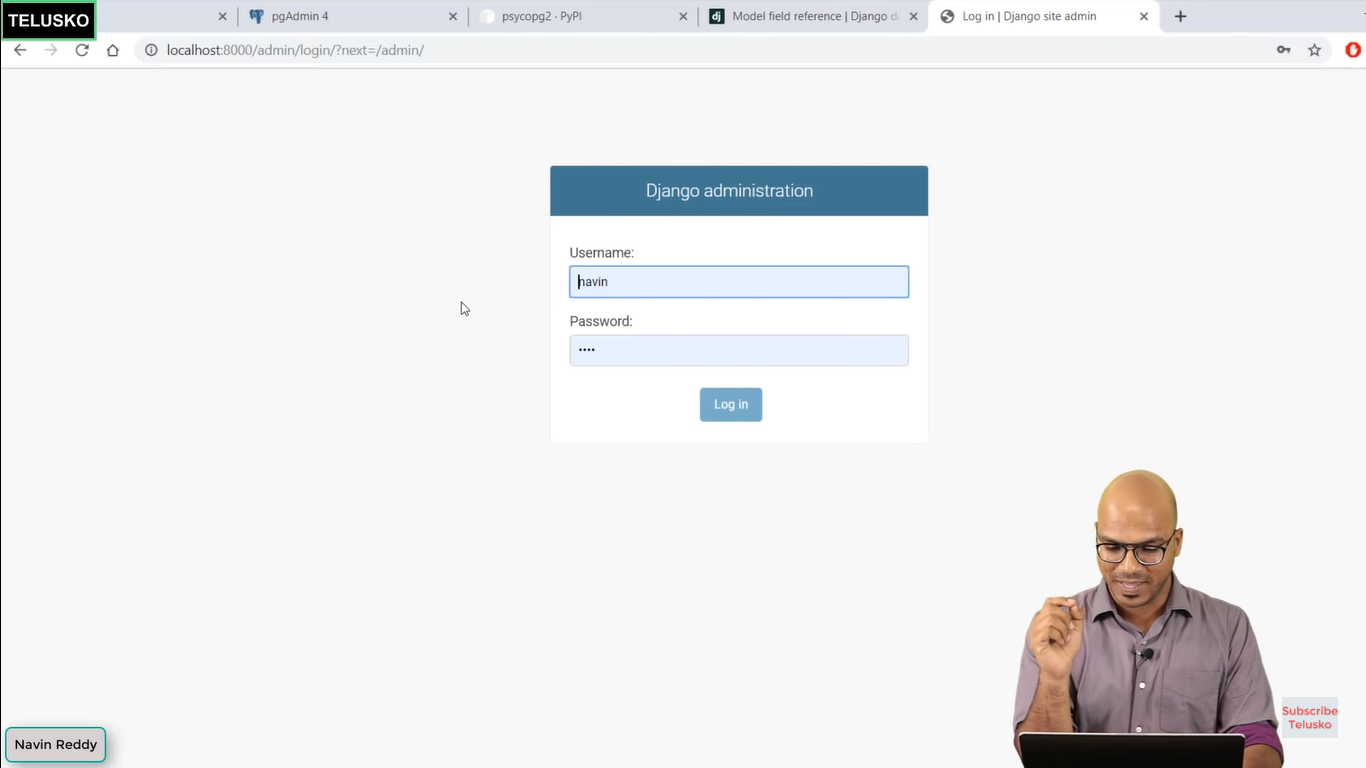 TELUSKO
pgAdmin 4
psycopg2 · PyPI
dj Model field reference | Django d
Log in | Django site admin
localhost:8000/admin/login/?next=/admin/
Django administration
Username:
navin
Password:
••••
Log in
Subscribe
Telusko
Navin Reddy